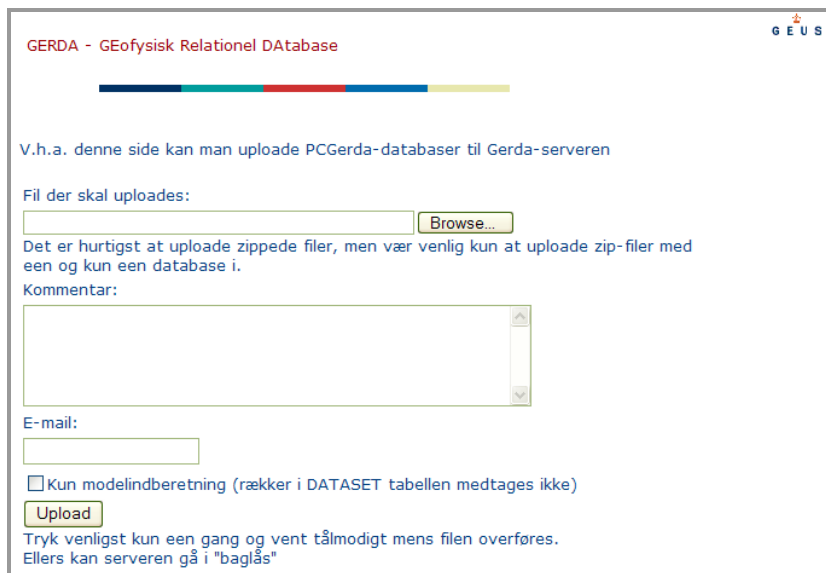 GERDA - GEofysisk Relationel DAtabase
G E U S
V.h.a. denne side kan man uploade PCGerda-databaser til Gerda-serveren
Fil der skal uploades:
Browse...
Det er hurtigst at uploade zippede filer, men vær venlig kun at uploade zip-filer med
een og kun een database i.
Kommentar:
E-mail:
Kun modelindberetning (rækker i DATASET tabellen medtages ikke)
Upload
Tryk venligst kun een gang og vent tålmodigt mens filen overføres.
Ellers kan serveren gå i "baglås"